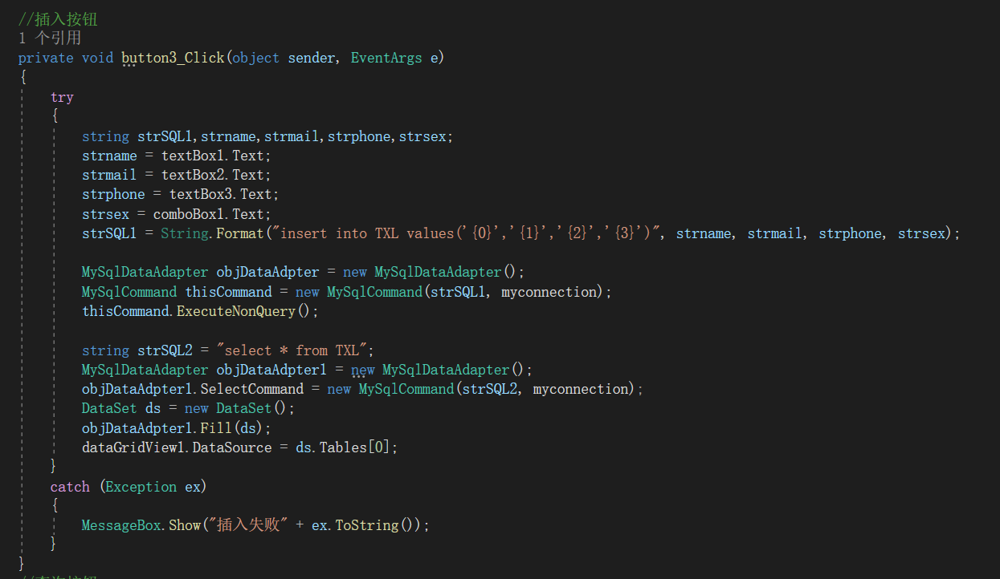 //插入按钮
1 个引用
private void button3_Click(object sender, EventArgs e)
{
try
{
string strSQL1,strname,strmail,strphone,strsex;
strname = textBox1.Text;
strmail = textBox2.Text;
strphone = textBox3.Text;
strsex = comboBox1.Text;
strSQL1 = String.Format("insert into TXL values('{0}','{1}','{2}','{3}')", strname, strmail, strphone, strsex);
MySqlDataAdapter objDataAdpter = new MySqlDataAdapter();
MySqlCommand thisCommand = new MySqlCommand(strSQL1, myconnection);
thisCommand.ExecuteNonQuery();
string strSQL2 = "select * from TXL";
MySqlDataAdapter objDataAdpter1 = new MySqlDataAdapter();
objDataAdpter1.SelectCommand = new MySqlCommand(strSQL2, myconnection);
DataSet ds = new DataSet();
objDataAdpter1.Fill(ds);
dataGridView1.DataSource = ds.Tables[0];
}
catch (Exception ex)
{
MessageBox.Show("插入失败" + ex.ToString());
}
}